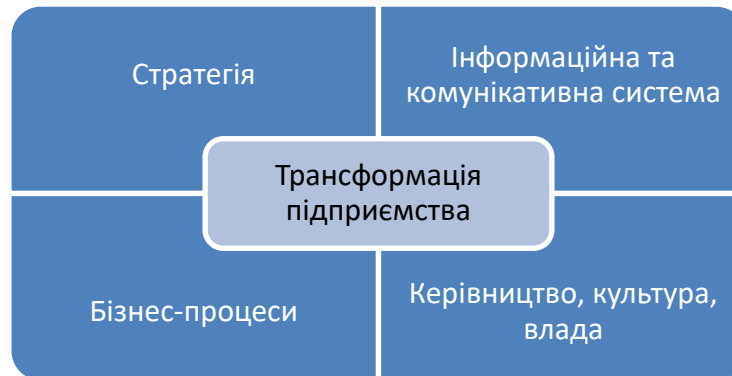 Стратегія
Інформаційна та
комунікативна система
Трансформація
підприємства
Бізнес-процеси
Керівництво, культура,
влада